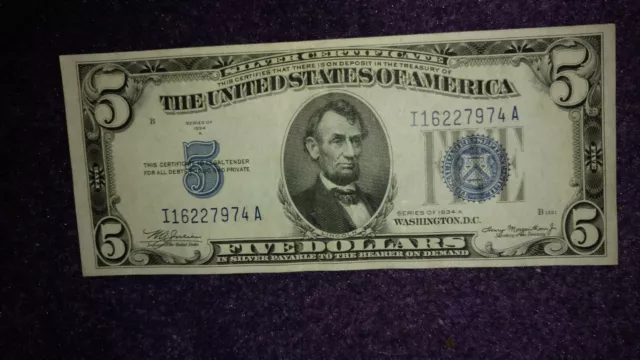 5 SILVER CERTIFICATE 5
THIS CERTIFIES THAT THERE IS ON DEPOSIT IN THE TREASURY OF
THE UNITED STATES OF AMERICA
B
SERIES OF
1934
A
I16227974 A
THIS CERTIFICATE IS LEGAL TENDER
FOR ALL DEBTS PUBLIC AND PRIVATE
5
FIVE
I16227974 A
SERIES OF 1934 A
WASHINGTON, D.C.
B
5 FIVE DOLLARS 5
IN SILVER PAYABLE TO THE BEARER ON DEMAND